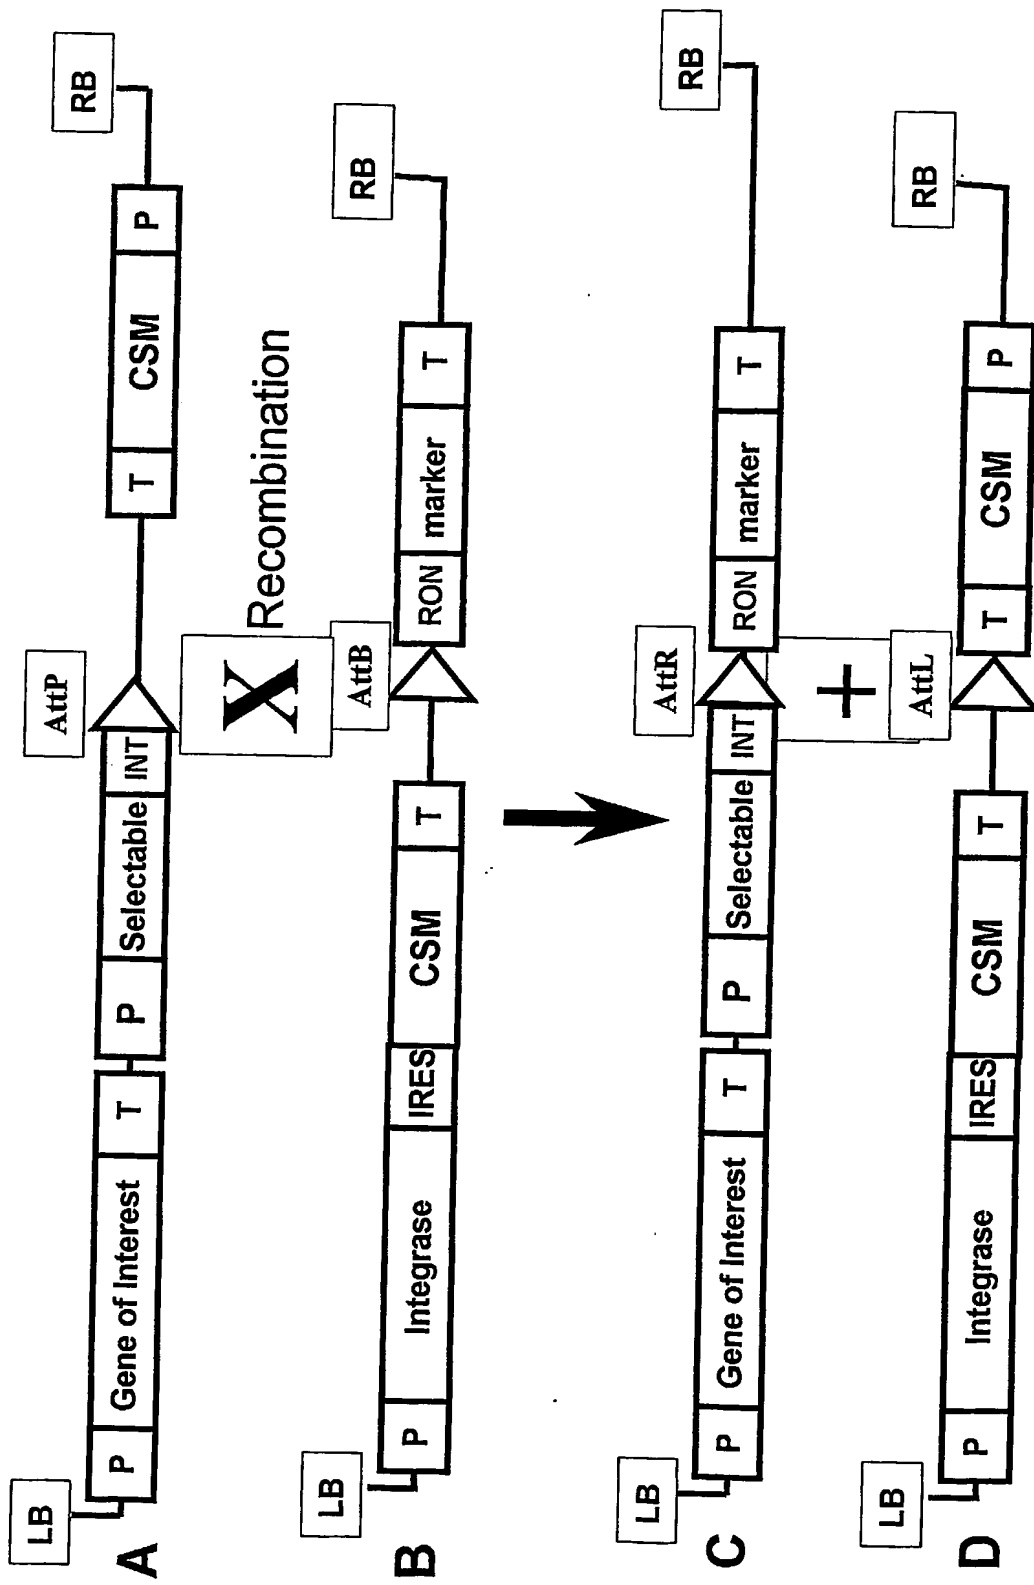 A
LB
P Gene of Interest T P Selectable INT
AttP
T CSM P
RB
X Recombination
B
LB
P Integrase IRES CSM T
AttB
RON marker T
RB
C
LB
P Gene of Interest T P Selectable INT
AttR
RON marker T
RB
+
D
LB
P Integrase IRES CSM T
AttL
T CSM P
RB